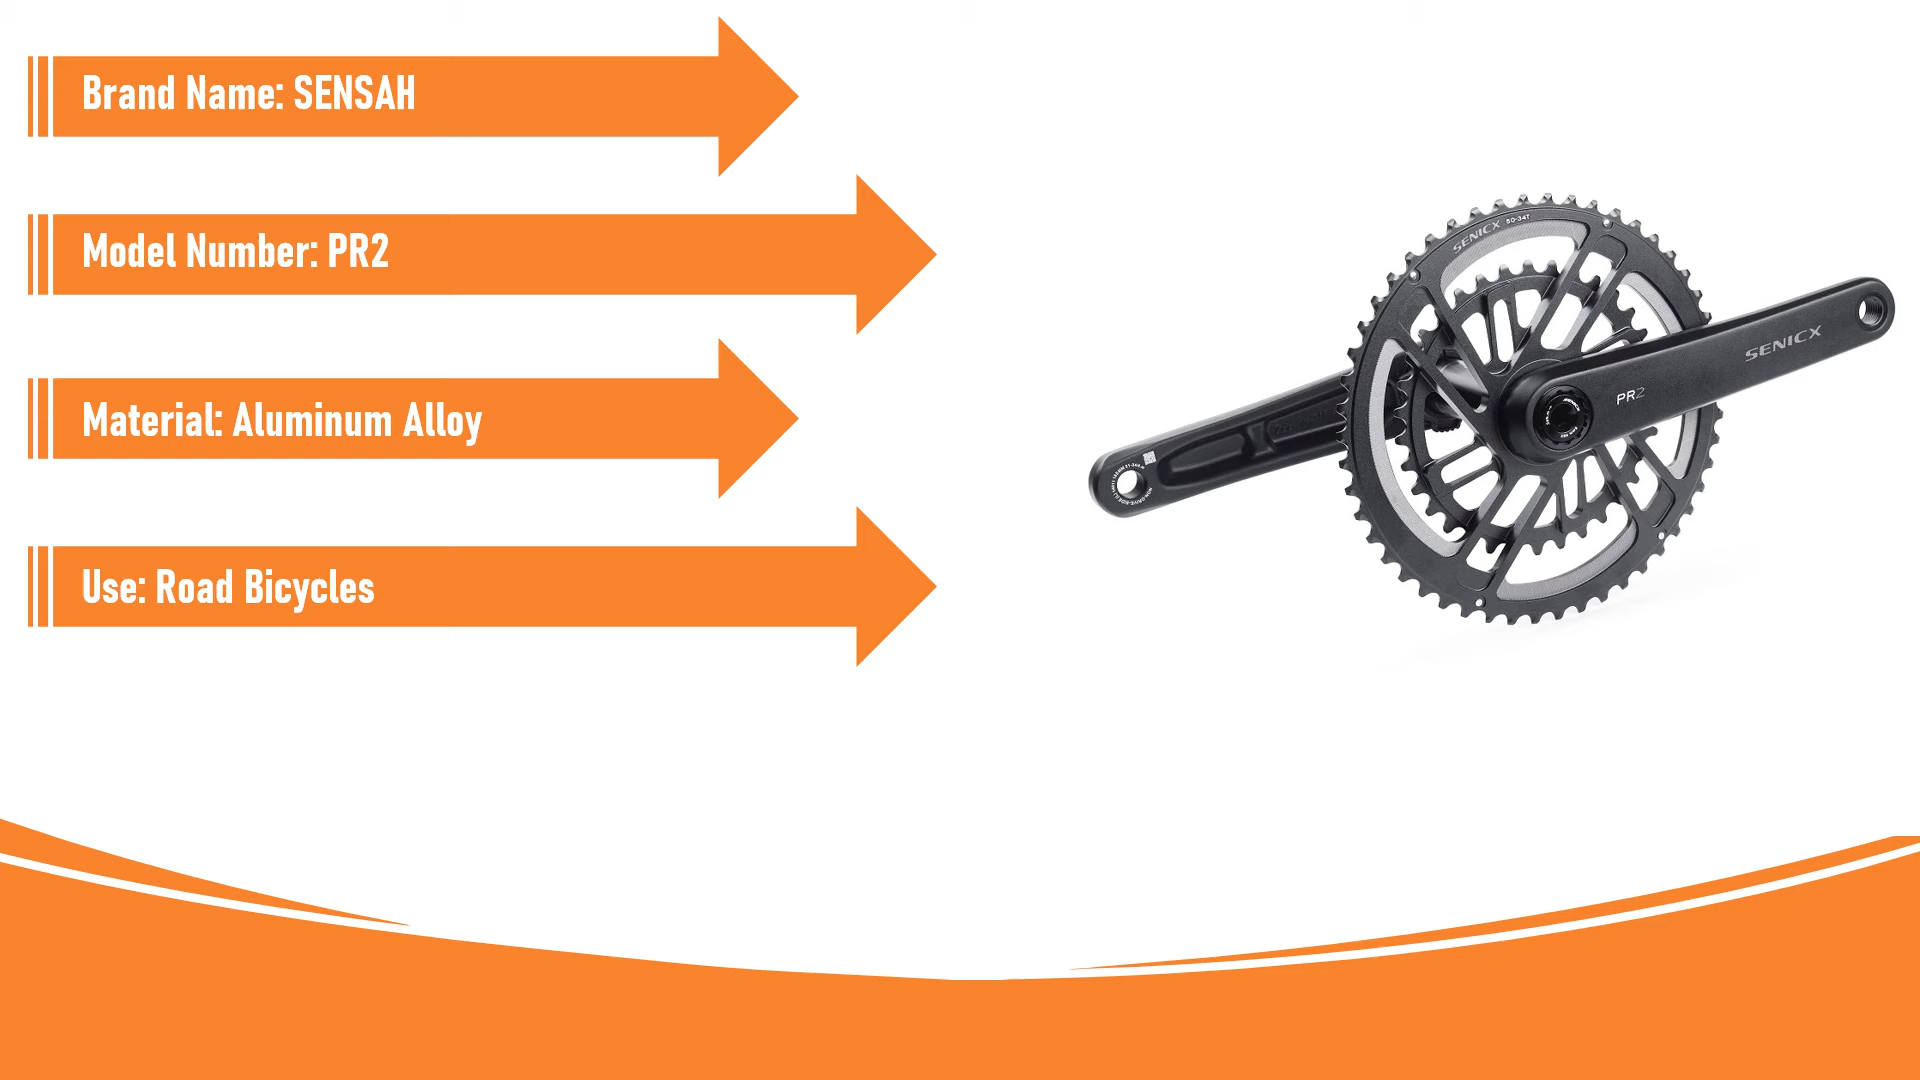 Brand Name: SENSAH
Model Number: PR2
Material: Aluminum Alloy
Use: Road Bicycles
SENICX 50-34T
SENICX
PR2